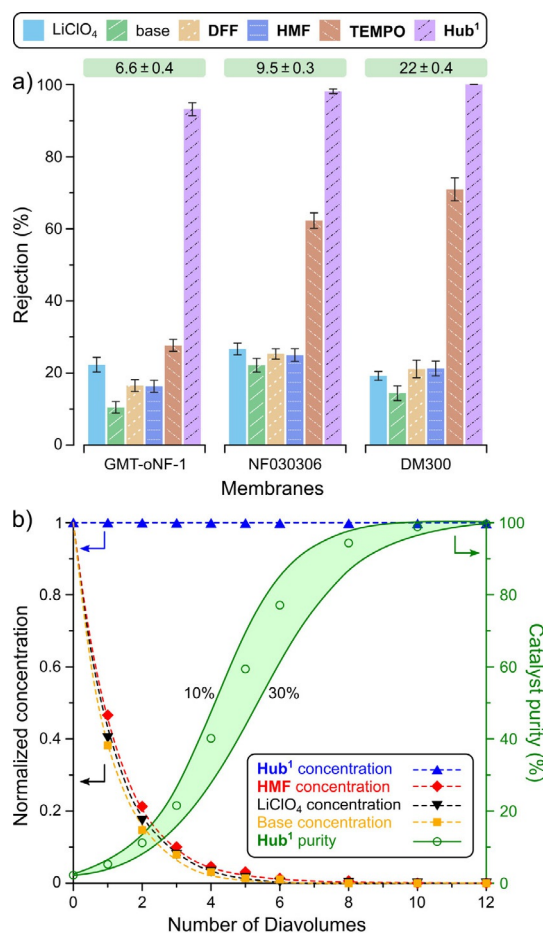 LiClO₄ base DFF HMF TEMPO Hub¹
6.6 ± 0.4 9.5 ± 0.3 22 ± 0.4
a)
100
80
60
40
20
0
Rejection (%)
GMT-oNF-1 NF030306 DM300
Membranes
b)
1
0.8
0.6
0.4
0.2
0
Normalized concentration
100
80
60
40
20
0
Catalyst purity (%)
10% 30%
Hub¹ concentration
HMF concentration
LiClO₄ concentration
Base concentration
Hub¹ purity
0 2 4 6 8 10 12
Number of Diavolumes